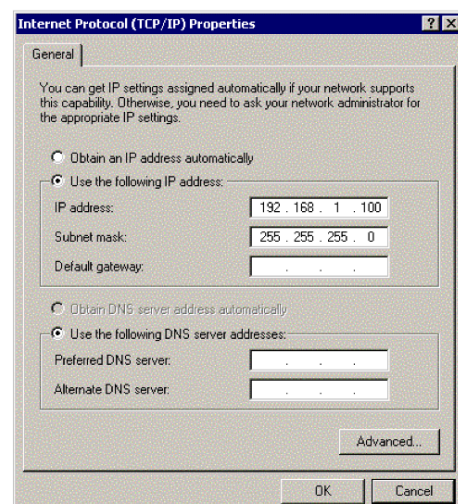 Internet Protocol (TCP/IP) Properties
General
You can get IP settings assigned automatically if your network supports
this capability. Otherwise, you need to ask your network administrator for
the appropriate IP settings.
Obtain an IP address automatically
Use the following IP address:
IP address: 192 . 168 . 1 . 100
Subnet mask: 255 . 255 . 255 . 0
Default gateway: . . .
Obtain DNS server address automatically
Use the following DNS server addresses:
Preferred DNS server: . . .
Alternate DNS server: . . .
Advanced...
OK Cancel